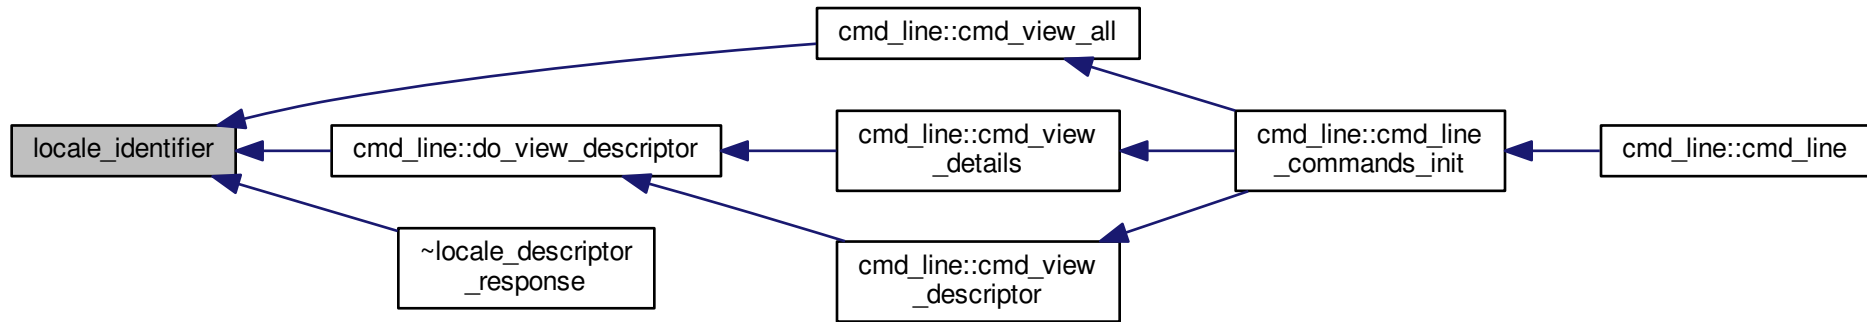 cmd_line::cmd_view_all
locale_identifier
cmd_line::do_view_descriptor
cmd_line::cmd_view
_details
cmd_line::cmd_line
_commands_init
cmd_line::cmd_line
~locale_descriptor
_response
cmd_line::cmd_view
_descriptor